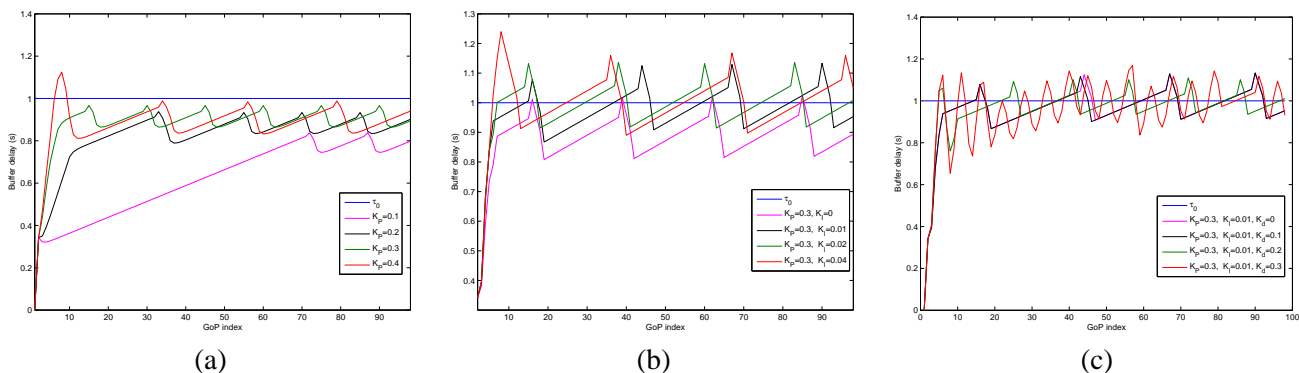 1.4
1.2
1
0.8
0.6
0.4
0.2
0
Buffer delay (s)
10 20 30 40 50 60 70 80 90
GoP index
τ0
KP=0.1
KP=0.2
KP=0.3
KP=0.4
(a)
1.3
1.2
1.1
1
0.9
0.8
0.7
0.6
0.5
0.4
Buffer delay (s)
10 20 30 40 50 60 70 80 90
GoP index
τ0
KP=0.3, KI=0
KP=0.3, KI=0.01
KP=0.3, KI=0.02
KP=0.3, KI=0.04
(b)
1.4
1.2
1
0.8
0.6
0.4
0.2
0
Buffer delay (s)
0 10 20 30 40 50 60 70 80 90 100
GoP index
τ0
KP=0.3, KI=0.01, Kd=0
KP=0.3, KI=0.01, Kd=0.1
KP=0.3, KI=0.01, Kd=0.2
KP=0.3, KI=0.01, Kd=0.3
(c)